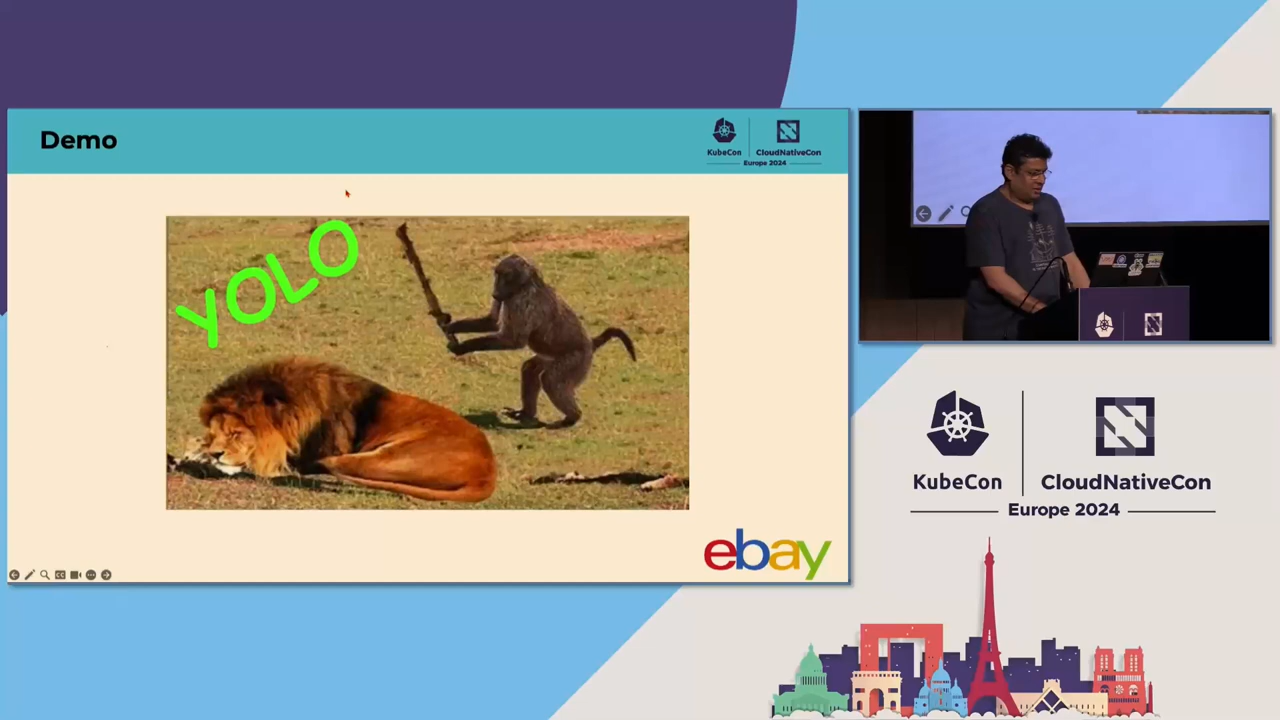 Demo
KubeCon
CloudNativeCon
Europe 2024
YOLO
ebay
KubeCon
CloudNativeCon
Europe 2024